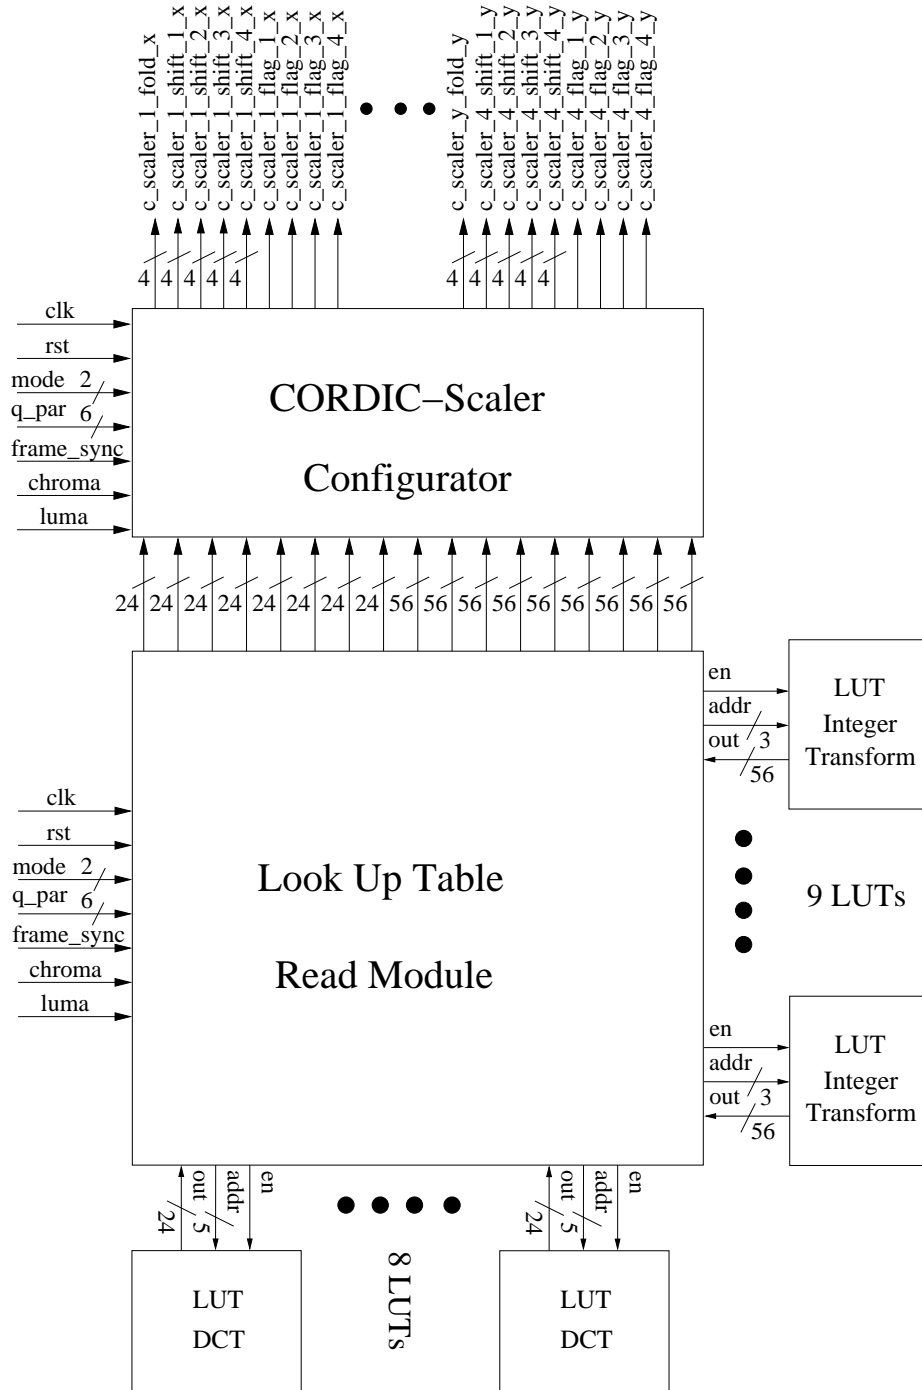 c_scaler_1_fold_x
c_scaler_1_shift_1_x
c_scaler_1_shift_2_x
c_scaler_1_shift_3_x
c_scaler_1_shift_4_x
c_scaler_1_flag_1_x
c_scaler_1_flag_2_x
c_scaler_1_flag_3_x
c_scaler_1_flag_4_x
c_scaler_y_fold_y
c_scaler_4_shift_1_y
c_scaler_4_shift_2_y
c_scaler_4_shift_3_y
c_scaler_4_shift_4_y
c_scaler_4_flag_1_y
c_scaler_4_flag_2_y
c_scaler_4_flag_3_y
c_scaler_4_flag_4_y
4 4 4 4 4 4 4 4 4 4
clk
rst
mode 2
q_par 6
frame_sync
chroma
luma
CORDIC−Scaler
Configurator
24 24 24 24 24 24 24 24 56 56 56 56 56 56 56 56 56
clk
rst
mode 2
q_par 6
frame_sync
chroma
luma
Look Up Table
Read Module
en
addr
out 3
56
LUT
Integer
Transform
9 LUTs
en
addr
out 3
56
LUT
Integer
Transform
24
out
5
addr
en
24
out
5
addr
en
8 LUTs
LUT
DCT
LUT
DCT